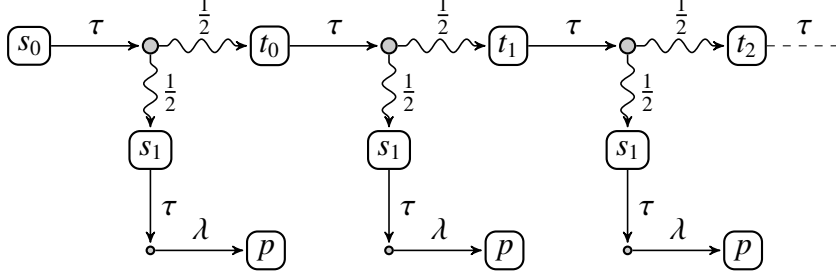 s₀ τ ½ t₀ τ ½ t₁ τ ½ t₂ τ
½ ½ ½
s₁ s₁ s₁
τ τ τ
λ p λ p λ p